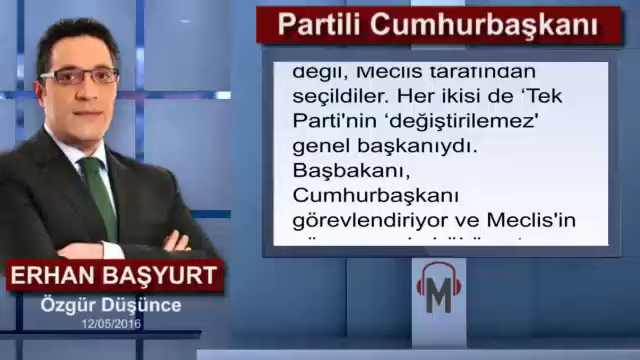 Partili Cumhurbaşkanı
değil, Meclis tarafından
seçildiler. Her ikisi de ‘Tek
Parti'nin ‘değiştirilemez'
genel başkanıydı.
Başbakanı,
Cumhurbaşkanı
görevlendiriyor ve Meclis'in
ERHAN BAŞYURT
Özgür Düşünce
12/05/2016
M